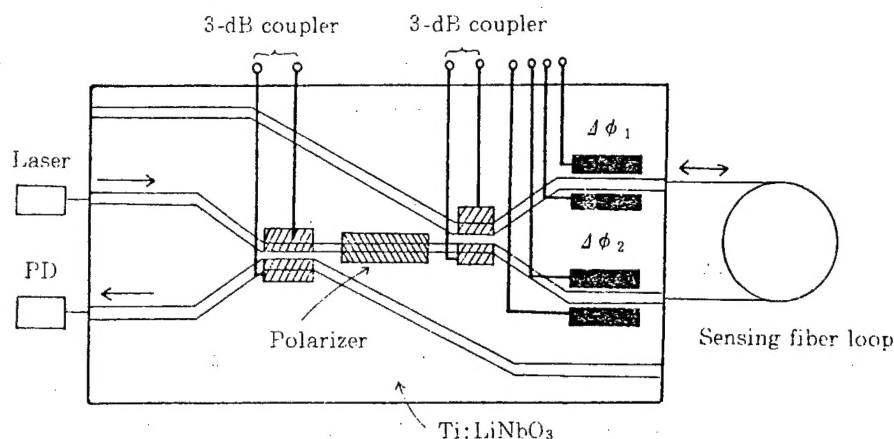 3-dB coupler 3-dB coupler
Δφ₁
Laser
Δφ₂
PD
Polarizer
Sensing fiber loop
Ti:LiNbO₃